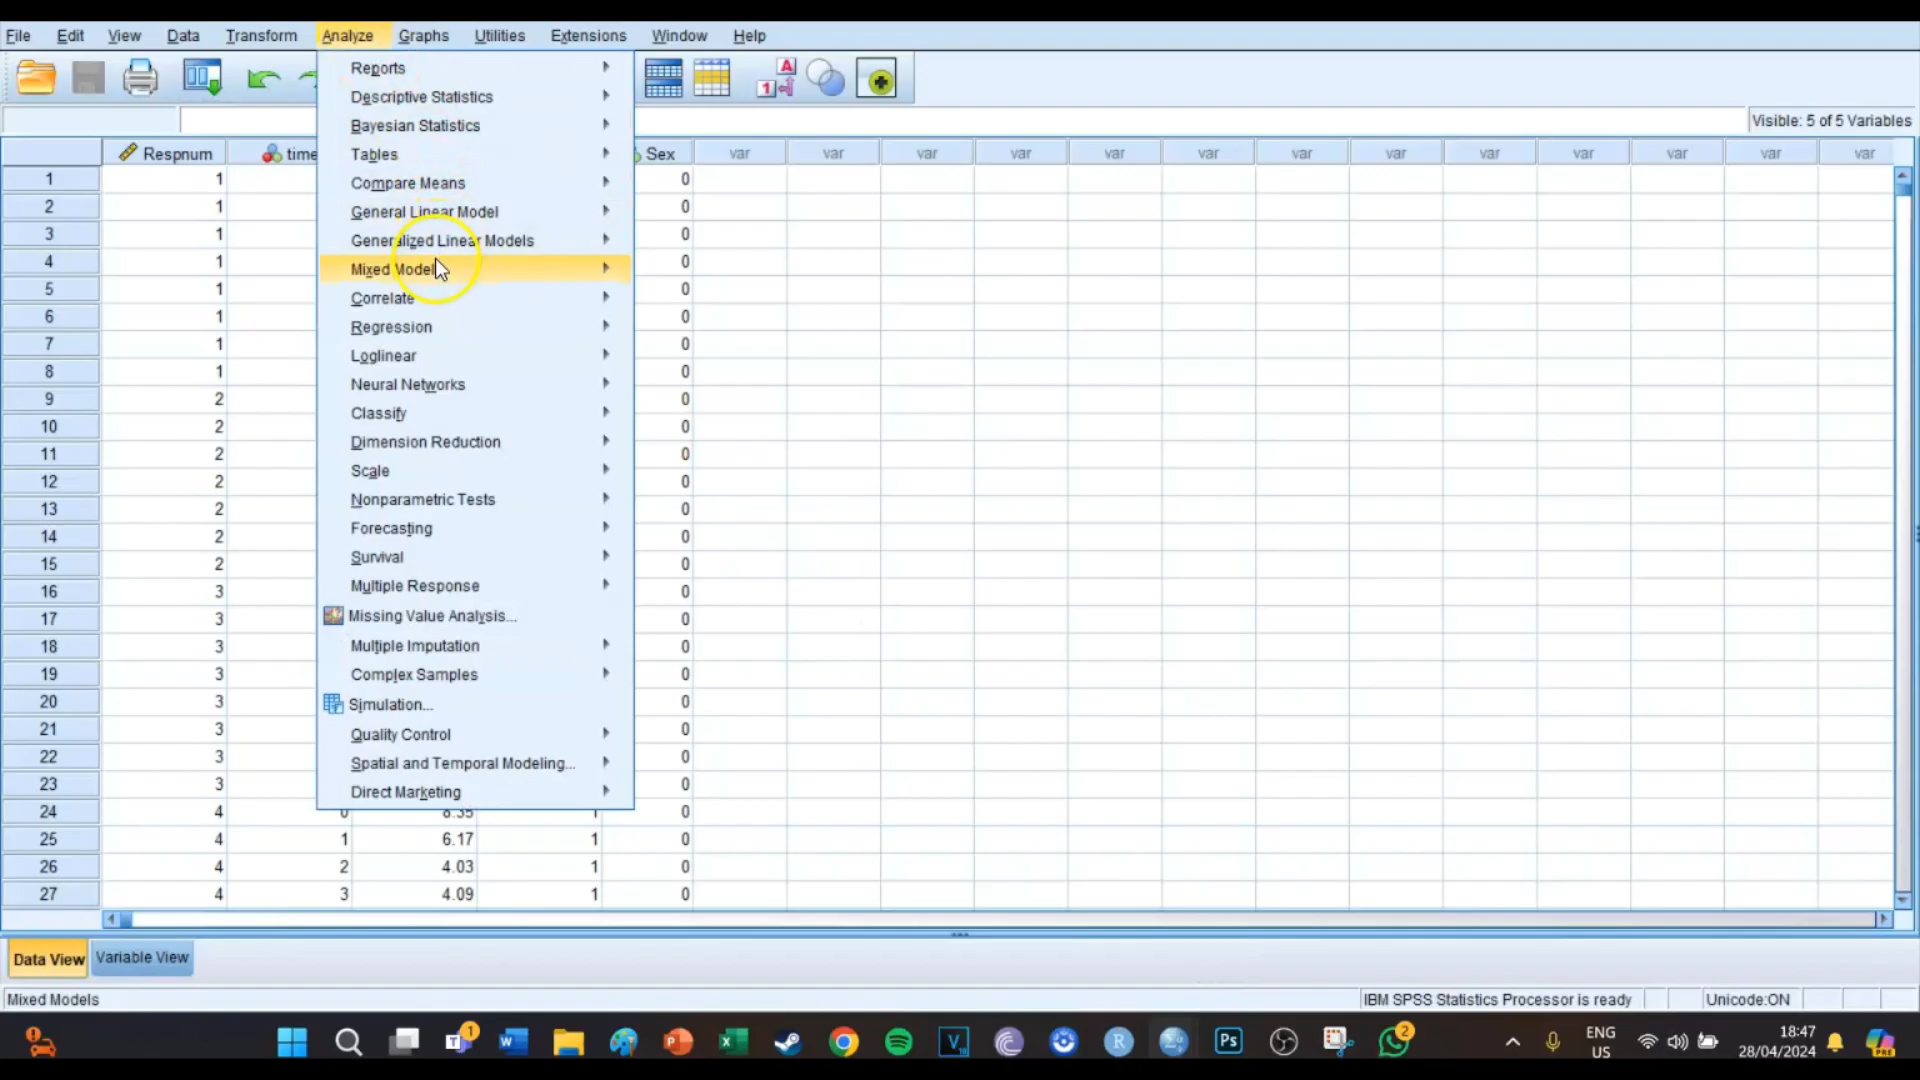 File Edit View Data Transform Analyze Graphs Utilities Extensions Window Help
Reports
Descriptive Statistics
Bayesian Statistics
Tables
Compare Means
General Linear Model
Generalized Linear Models
Mixed Model
Correlate
Regression
Loglinear
Neural Networks
Classify
Dimension Reduction
Scale
Nonparametric Tests
Forecasting
Survival
Multiple Response
Missing Value Analysis...
Multiple Imputation
Complex Samples
Simulation...
Quality Control
Spatial and Temporal Modeling...
Direct Marketing
Visible: 5 of 5 Variables
Respnum time Sex var var var var var var var var var var var var var
1 1 0
2 1 0
3 1 0
4 1 0
5 1 0
6 1 0
7 1 0
8 1 0
9 2 0
10 2 0
11 2 0
12 2 0
13 2 0
14 2 0
15 2 0
16 3 0
17 3 0
18 3 0
19 3 0
20 3 0
21 3 0
22 3 0
23 3 0
24 4 0 8.35 1 0
25 4 1 6.17 1 0
26 4 2 4.03 1 0
27 4 3 4.09 1 0
Data View Variable View
Mixed Models IBM SPSS Statistics Processor is ready Unicode:ON
ENG
US
18:47
28/04/2024